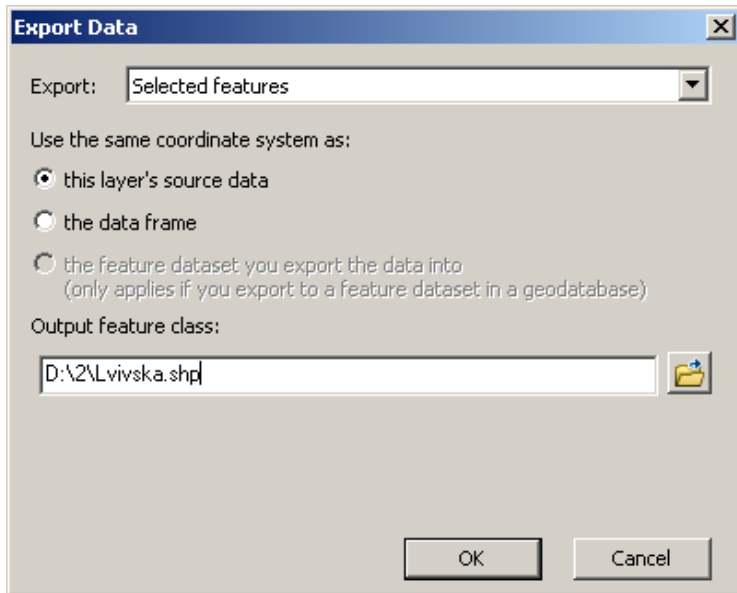 Export Data
Export: Selected features
Use the same coordinate system as:
this layer's source data
the data frame
the feature dataset you export the data into
(only applies if you export to a feature dataset in a geodatabase)
Output feature class:
D:\2\Lvivska.shp
OK Cancel